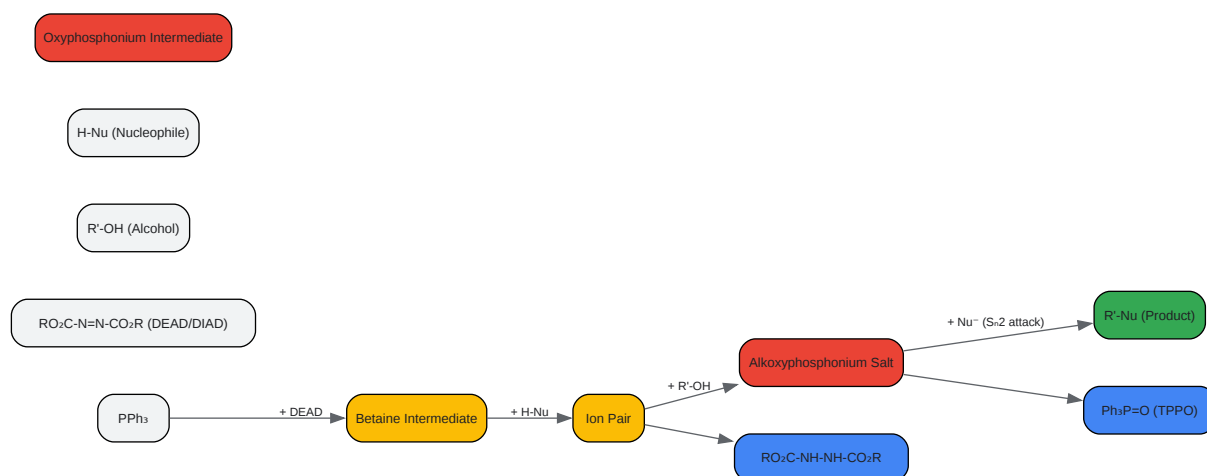 Oxyphosphonium Intermediate
H-Nu (Nucleophile)
R'-OH (Alcohol)
RO₂C-N=N-CO₂R (DEAD/DIAD)
PPh₃
+ DEAD
Betaine Intermediate
+ H-Nu
Ion Pair
+ R'-OH
Alkoxyphosphonium Salt
RO₂C-NH-NH-CO₂R
+ Nu⁻ (Sₙ2 attack)
R'-Nu (Product)
Ph₃P=O (TPPO)